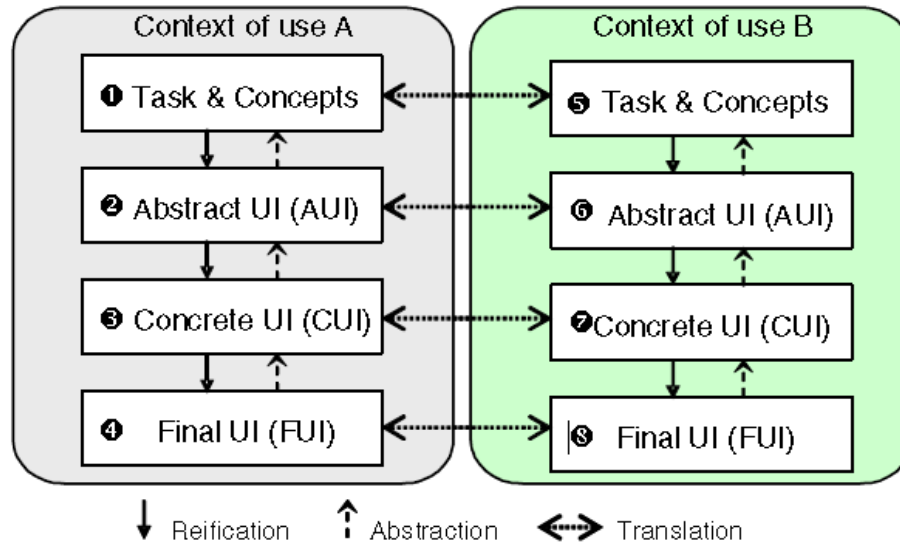 Context of use A
❶ Task & Concepts
❷ Abstract UI (AUI)
❸ Concrete UI (CUI)
❹ Final UI (FUI)
Context of use B
❺ Task & Concepts
❻ Abstract UI (AUI)
❼Concrete UI (CUI)
❽ Final UI (FUI)
Reification
Abstraction
Translation